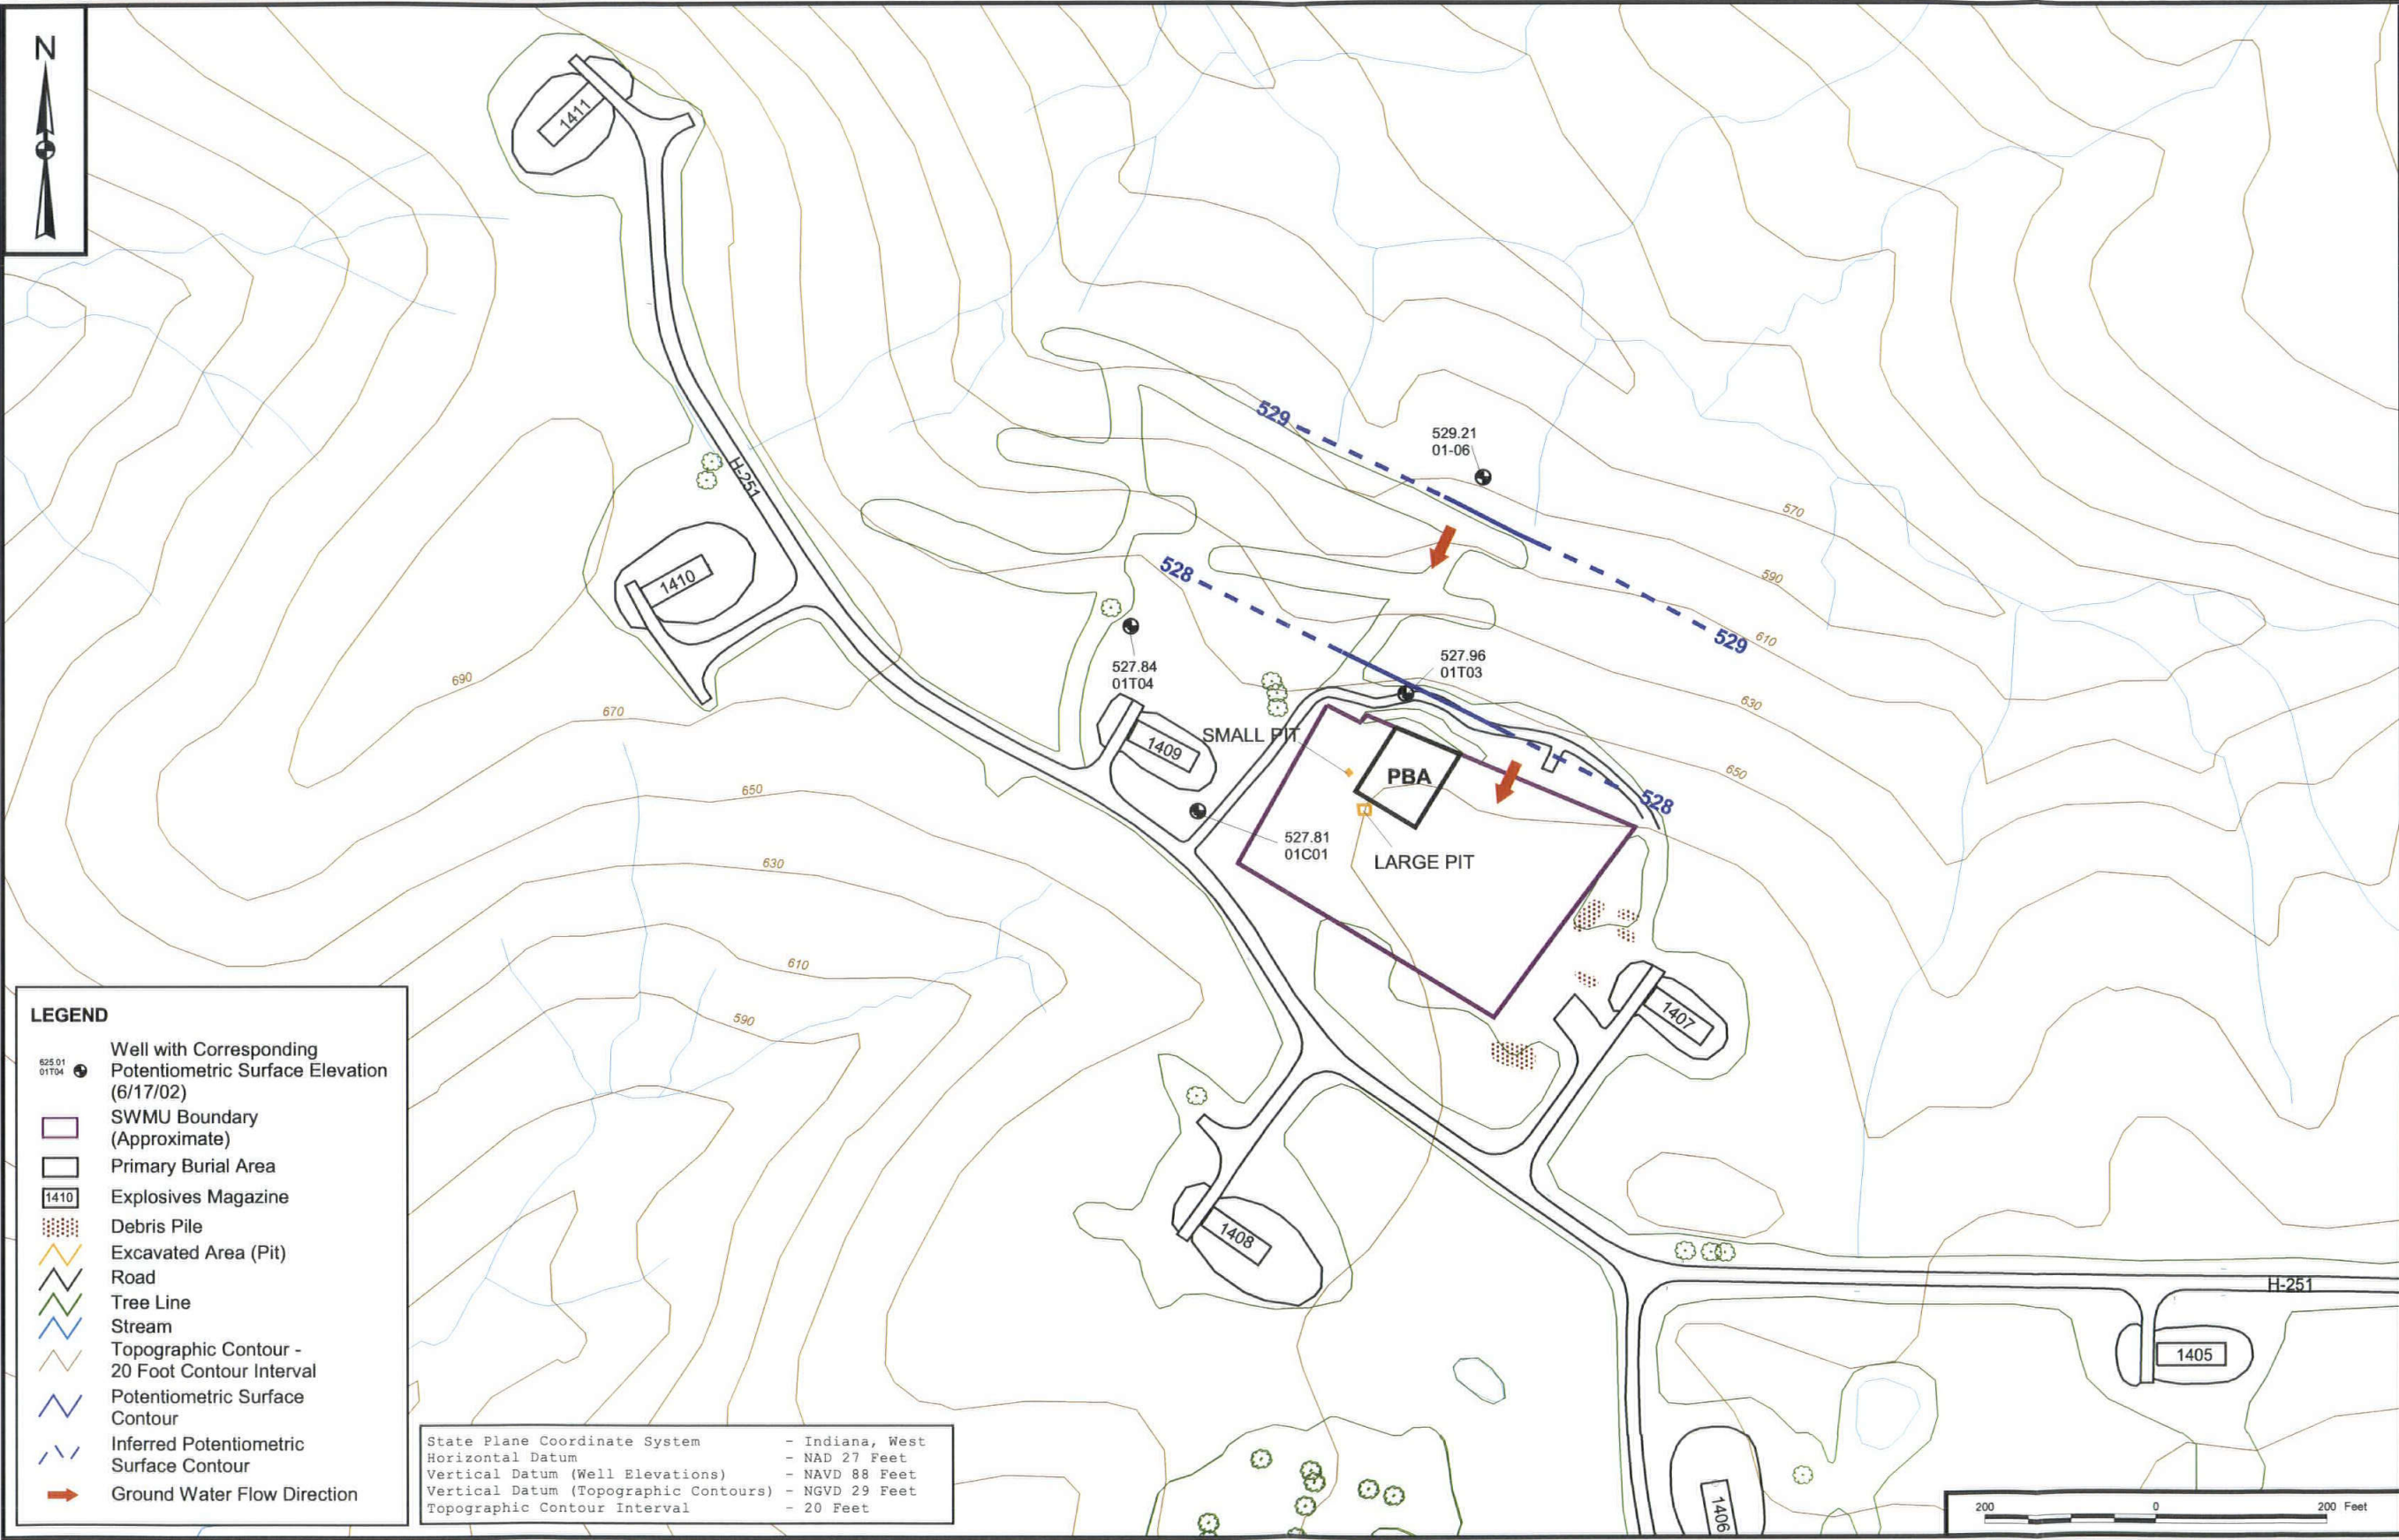 N
1411
H-251
529
529.21
01-06
570
528
590
1410
529
610
527.84
01T04
527.96
01T03
690
630
670
SMALL PIT
1409
PBA
650
650
528
527.81
01C01
LARGE PIT
630
610
1407
590
1408
H-251
1405
1406
LEGEND
625.01
01T04
Well with Corresponding
Potentiometric Surface Elevation
(6/17/02)
SWMU Boundary
(Approximate)
Primary Burial Area
1410
Explosives Magazine
Debris Pile
Excavated Area (Pit)
Road
Tree Line
Stream
Topographic Contour -
20 Foot Contour Interval
Potentiometric Surface
Contour
Inferred Potentiometric
Surface Contour
Ground Water Flow Direction
State Plane Coordinate System - Indiana, West
Horizontal Datum - NAD 27 Feet
Vertical Datum (Well Elevations) - NAVD 88 Feet
Vertical Datum (Topographic Contours) - NGVD 29 Feet
Topographic Contour Interval - 20 Feet
200 0 200 Feet